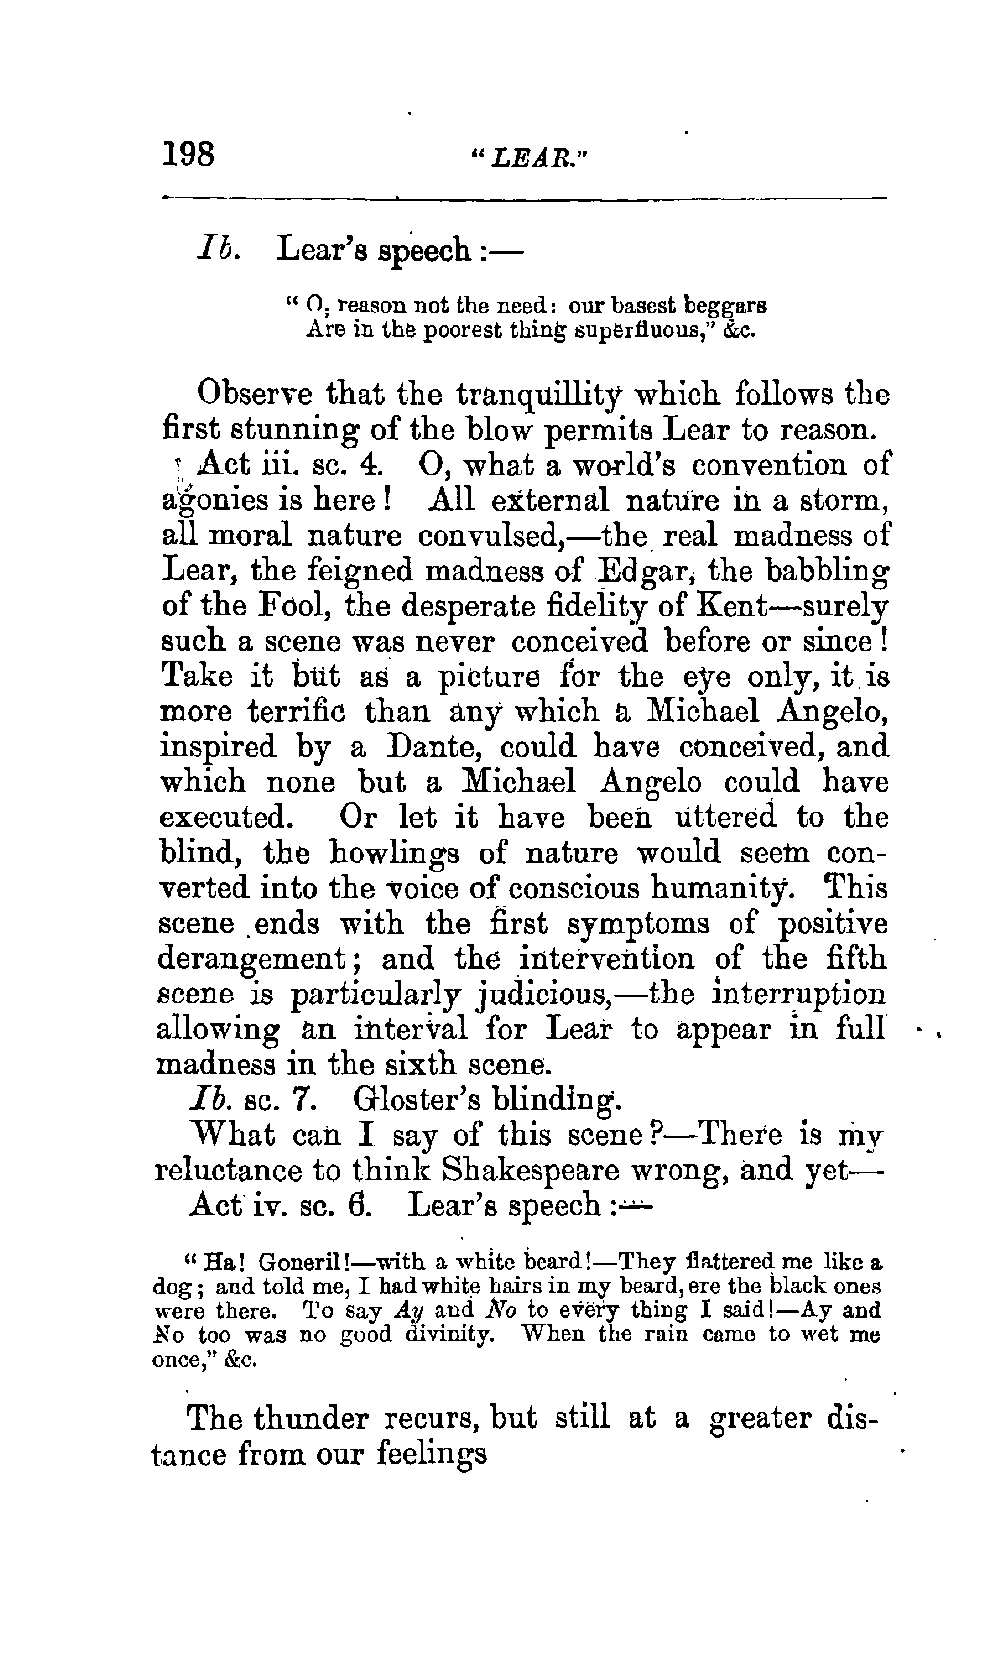 198 "LEAR."
Ib. Lear's speech :—
" O, reason not the need: our basest beggars
Are in the poorest thing superfluous," &c.
Observe that the tranquillity which follows the
first stunning of the blow permits Lear to reason.
Act iii. sc. 4. O, what a world's convention of
agonies is here! All external nature in a storm,
all moral nature convulsed,—the real madness of
Lear, the feigned madness of Edgar, the babbling
of the Fool, the desperate fidelity of Kent—surely
such a scene was never conceived before or since!
Take it but as a picture for the eye only, it is
more terrific than any which a Michael Angelo,
inspired by a Dante, could have conceived, and
which none but a Michael Angelo could have
executed. Or let it have been uttered to the
blind, the howlings of nature would seem con-
verted into the voice of conscious humanity. This
scene ends with the first symptoms of positive
derangement; and the intervention of the fifth
scene is particularly judicious,—the interruption
allowing an interval for Lear to appear in full
madness in the sixth scene.
Ib. sc. 7. Gloster's blinding.
What can I say of this scene?—There is my
reluctance to think Shakespeare wrong, and yet—
Act iv. sc. 6. Lear's speech :—
" Ha! Goneril!—with a white beard!—They flattered me like a
dog; and told me, I had white hairs in my beard, ere the black ones
were there. To say Ay and No to every thing I said!—Ay and
No too was no good divinity. When the rain came to wet me
once," &c.
The thunder recurs, but still at a greater dis-
tance from our feelings